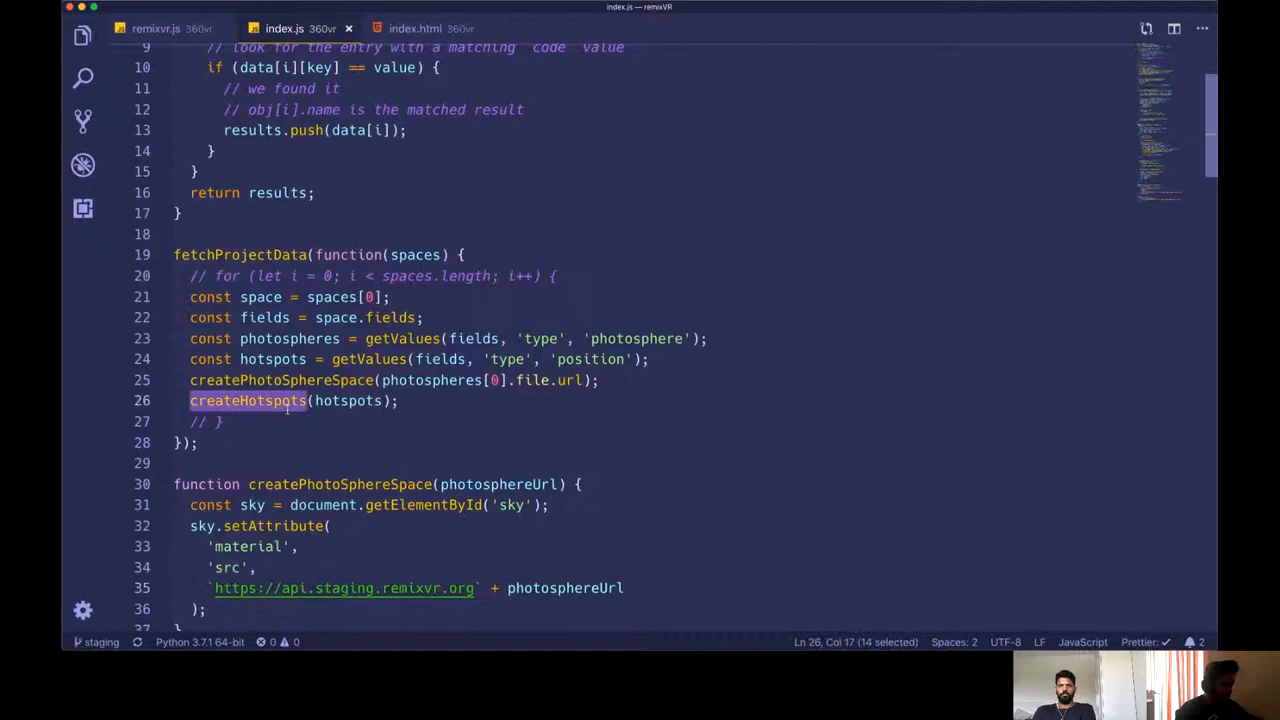 index.js — remixVR
remixvr.js 360vr
index.js 360vr ×
index.html 360vr
9 // look for the entry with a matching `code` value
10 if (data[i][key] == value) {
11 // we found it
12 // obj[i].name is the matched result
13 results.push(data[i]);
14 }
15 }
16 return results;
17 }
18
19 fetchProjectData(function(spaces) {
20 // for (let i = 0; i < spaces.length; i++) {
21 const space = spaces[0];
22 const fields = space.fields;
23 const photospheres = getValues(fields, 'type', 'photosphere');
24 const hotspots = getValues(fields, 'type', 'position');
25 createPhotoSphereSpace(photospheres[0].file.url);
26 createHotspots(hotspots);
27 // }
28 });
29
30 function createPhotoSphereSpace(photosphereUrl) {
31 const sky = document.getElementById('sky');
32 sky.setAttribute(
33 'material',
34 'src',
35 `https://api.staging.remixvr.org` + photosphereUrl
36 );
37 }
staging Python 3.7.1 64-bit 0 0 Ln 26, Col 17 (14 selected) Spaces: 2 UTF-8 LF JavaScript Prettier: ✓ 2